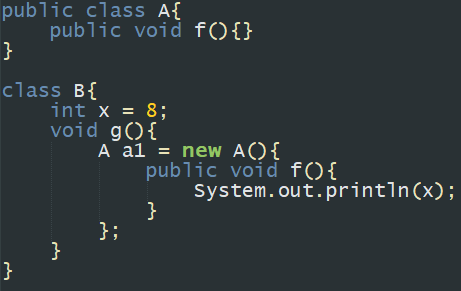 public class A{
    public void f(){}
}

class B{
    int x = 8;
    void g(){
        A a1 = new A(){
            public void f(){
                System.out.println(x);
            }
        };
    }
}